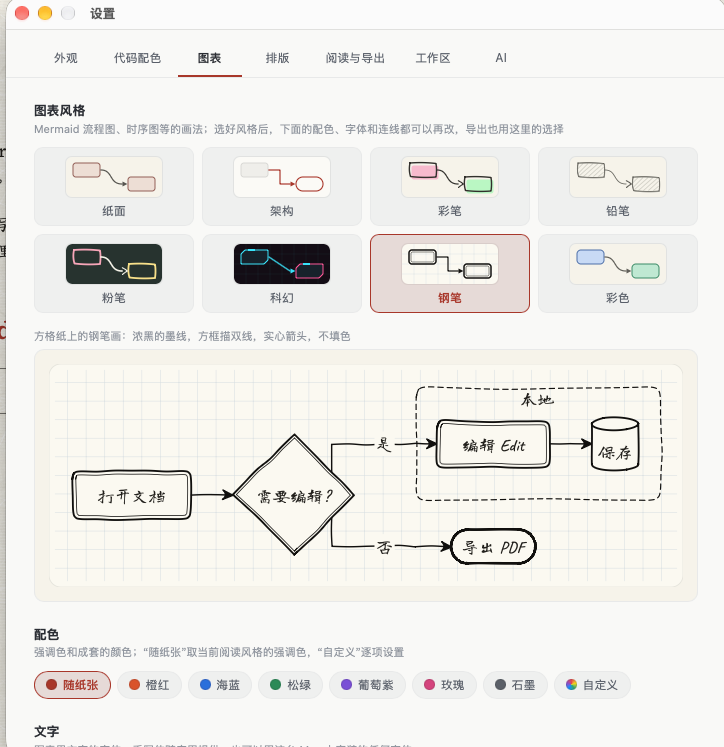 设置
外观 代码配色 图表 排版 阅读与导出 工作区 AI
图表风格
Mermaid 流程图、时序图等的画法；选好风格后，下面的配色、字体和连线都可以再改，导出也用这里的选择
纸面 架构 彩笔 铅笔
粉笔 科幻 钢笔 彩色
方格纸上的钢笔画：浓黑的墨线，方框描双线，实心箭头，不填色
本地
是 编辑 Edit 保存
打开文档 需要编辑？
否 导出 PDF
配色
强调色和成套的颜色；“随纸张”取当前阅读风格的强调色，“自定义”逐项设置
随纸张 橙红 海蓝 松绿 葡萄紫 玫瑰 石墨 自定义
文字